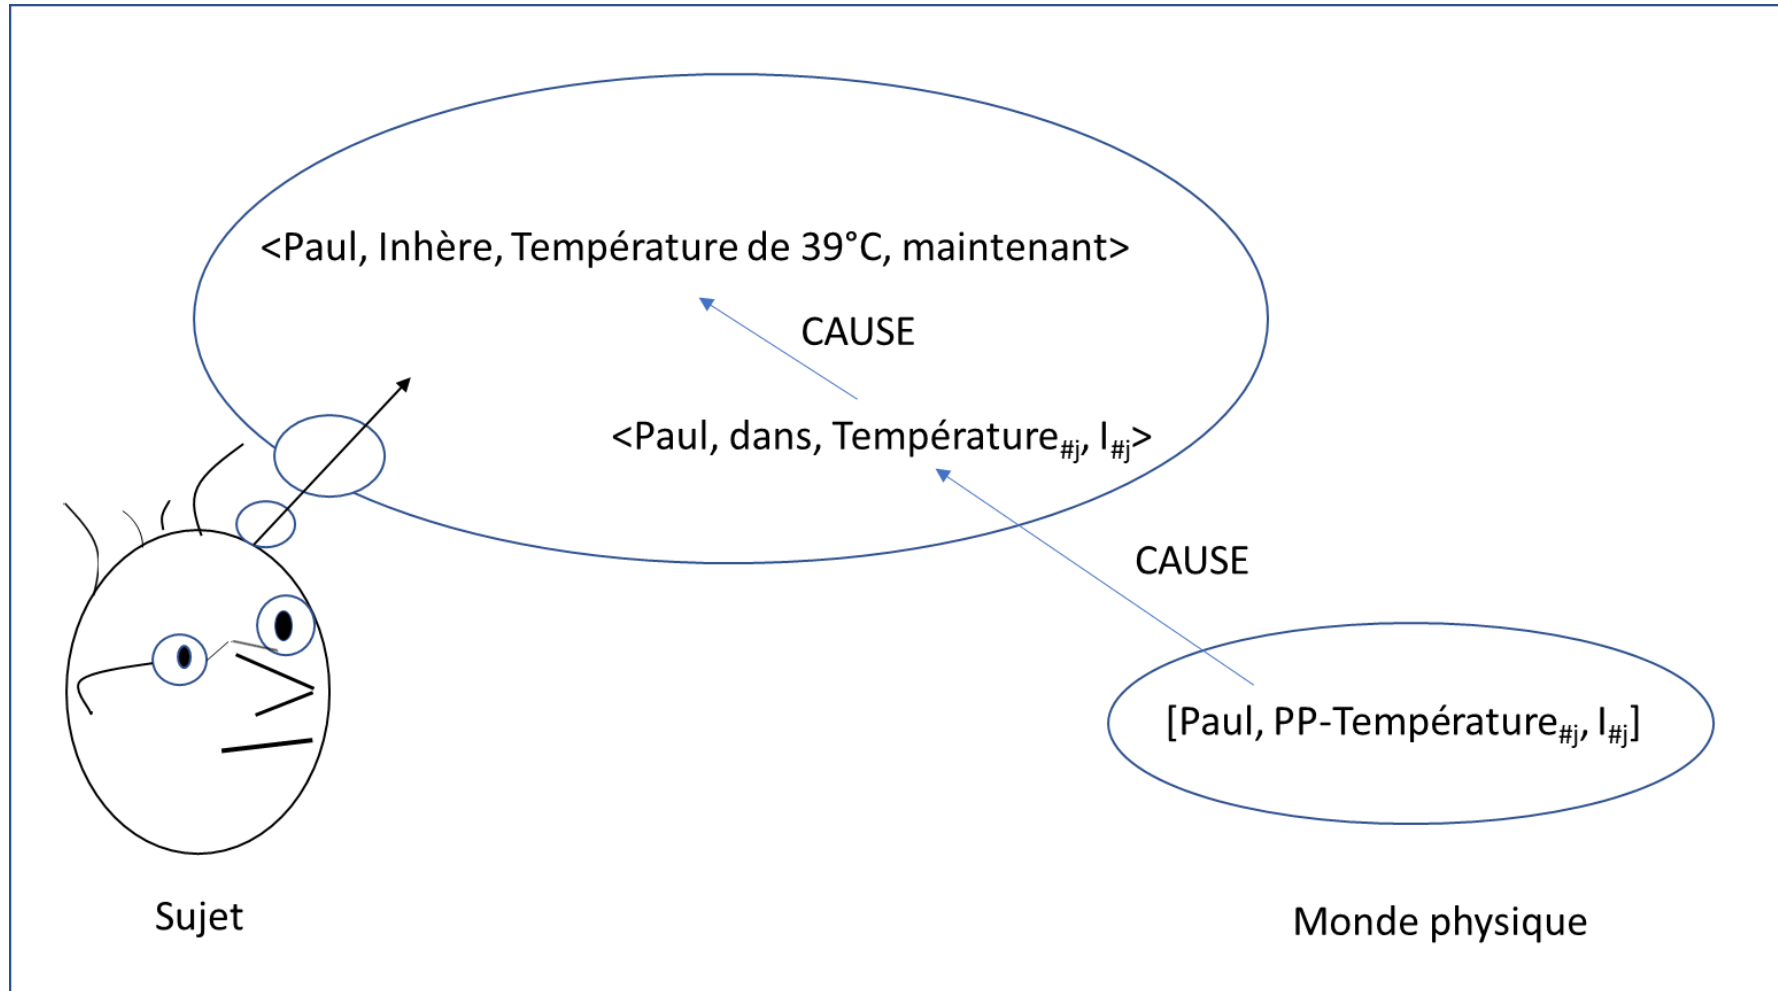 <Paul, Inhère, Température de 39°C, maintenant>
CAUSE
<Paul, dans, Température#j, I#j>
CAUSE
[Paul, PP-Température#j, I#j]
Sujet
Monde physique